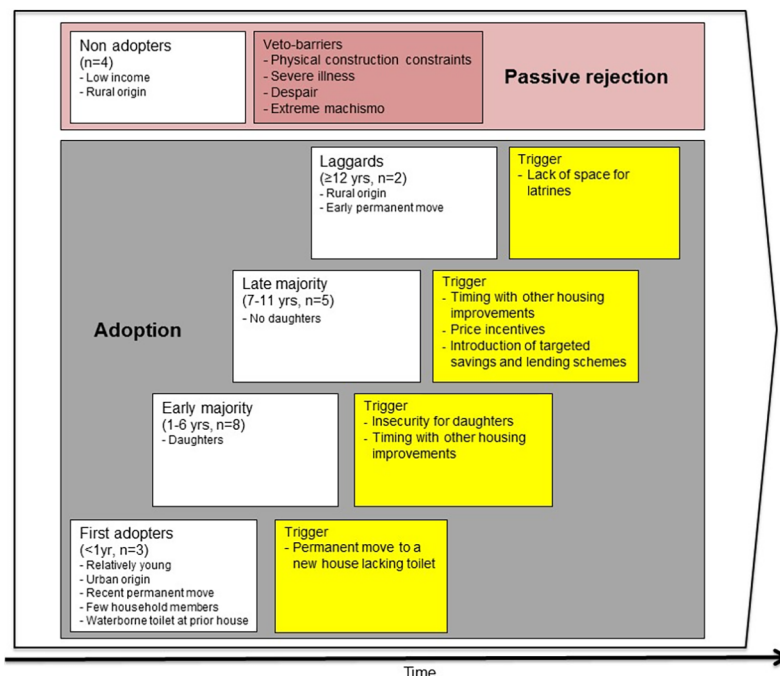 Non adopters
(n=4)
- Low income
- Rural origin
Veto-barriers
- Physical construction constraints
- Severe illness
- Despair
- Extreme machismo
Passive rejection
Laggards
(≥12 yrs, n=2)
- Rural origin
- Early permanent move
Trigger
- Lack of space for
latrines
Adoption
Late majority
(7-11 yrs, n=5)
- No daughters
Trigger
- Timing with other housing
improvements
- Price incentives
- Introduction of targeted
savings and lending schemes
Early majority
(1-6 yrs, n=8)
- Daughters
Trigger
- Insecurity for daughters
- Timing with other housing
improvements
First adopters
(<1yr, n=3)
- Relatively young
- Urban origin
- Recent permanent move
- Few household members
- Waterborne toilet at prior house
Trigger
- Permanent move to a
new house lacking toilet
Time